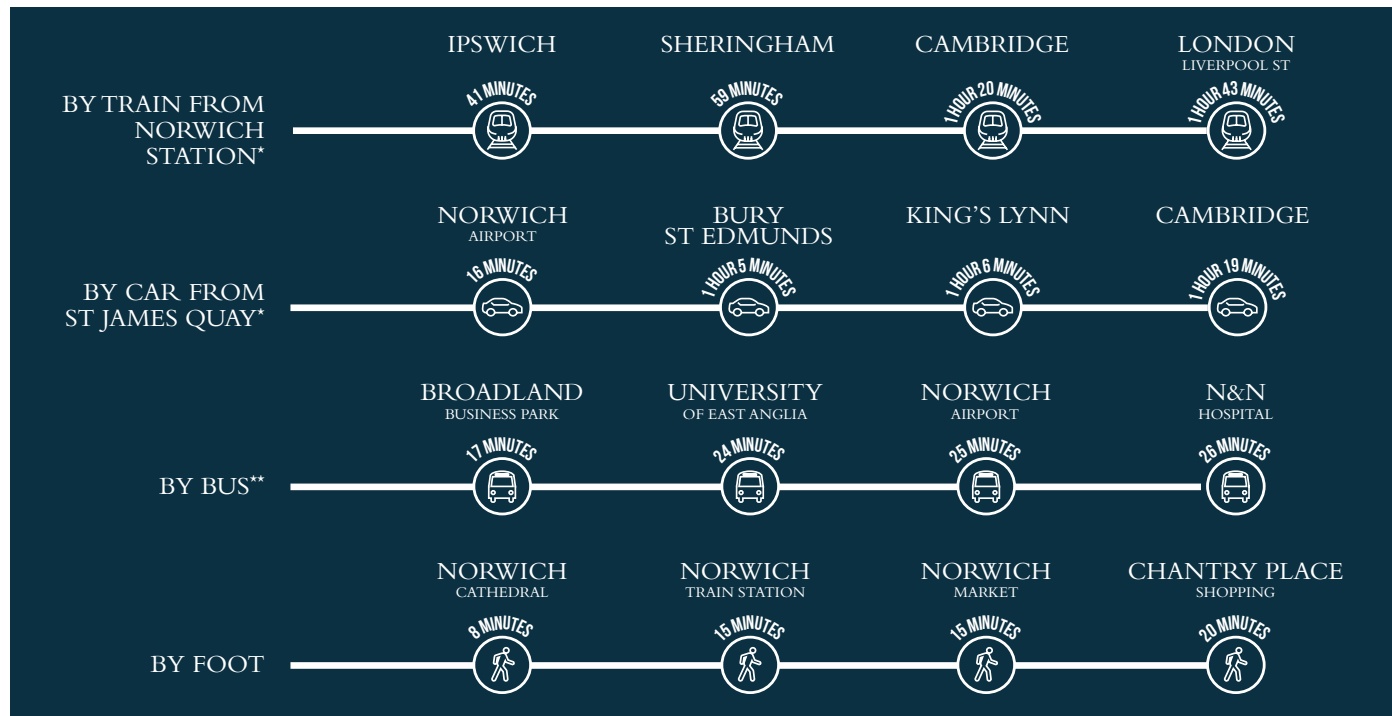 IPSWICH
SHERINGHAM
CAMBRIDGE
LONDON
LIVERPOOL ST
BY TRAIN FROM
NORWICH
STATION*
41 MINUTES
59 MINUTES
1 HOUR 20 MINUTES
1 HOUR 43 MINUTES
NORWICH
AIRPORT
BURY
ST EDMUNDS
KING'S LYNN
CAMBRIDGE
BY CAR FROM
ST JAMES QUAY*
16 MINUTES
1 HOUR 5 MINUTES
1 HOUR 6 MINUTES
1 HOUR 19 MINUTES
BROADLAND
BUSINESS PARK
UNIVERSITY
OF EAST ANGLIA
NORWICH
AIRPORT
N&N
HOSPITAL
BY BUS**
17 MINUTES
24 MINUTES
25 MINUTES
26 MINUTES
NORWICH
CATHEDRAL
NORWICH
TRAIN STATION
NORWICH
MARKET
CHANTRY PLACE
SHOPPING
BY FOOT
8 MINUTES
15 MINUTES
15 MINUTES
20 MINUTES